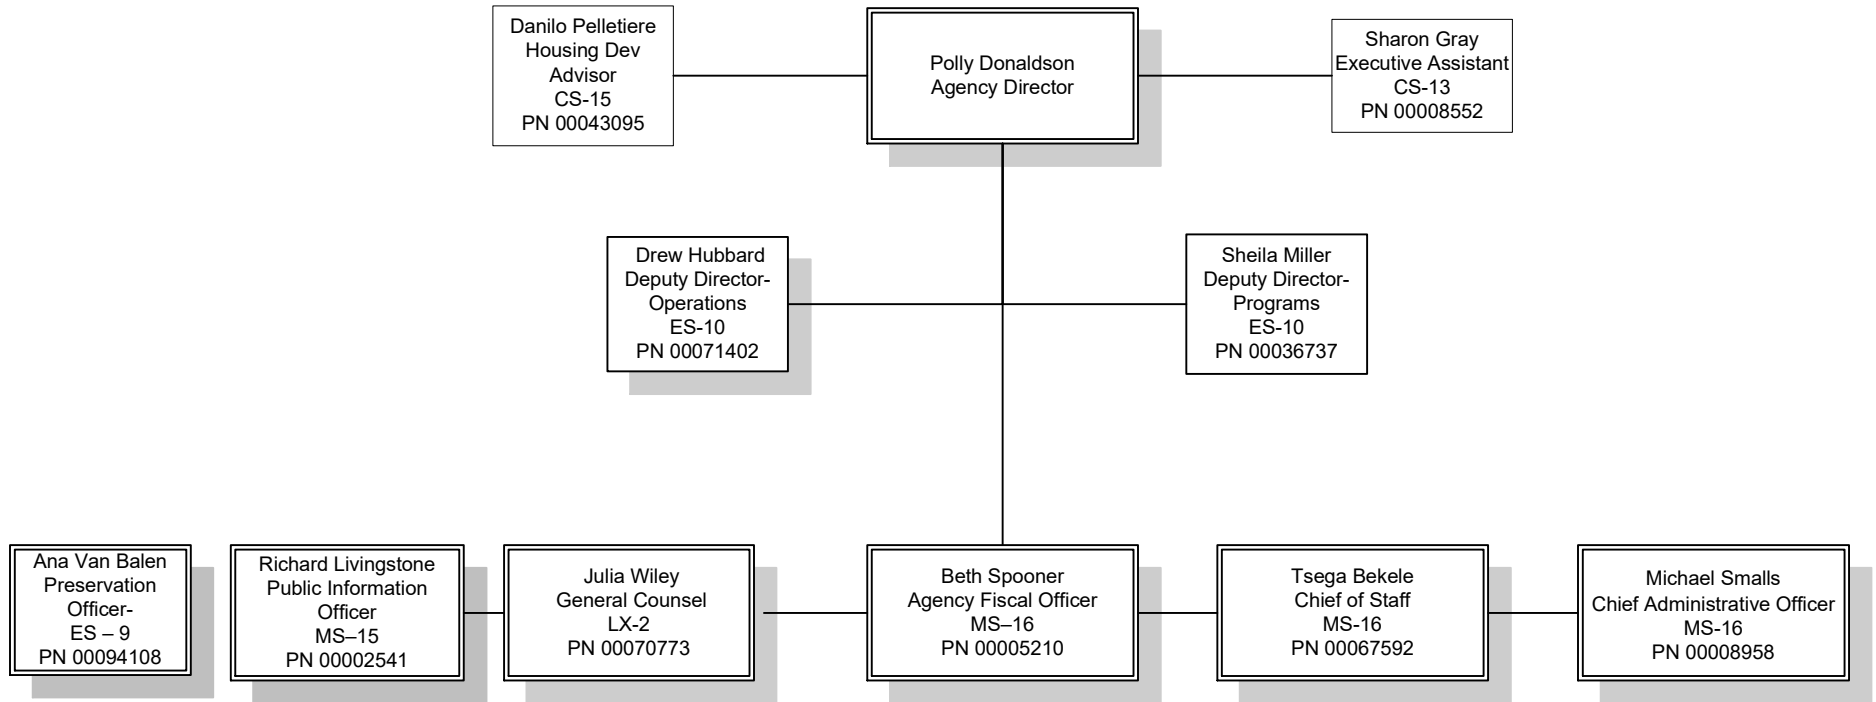 Danilo Pelletiere
Housing Dev
Advisor
CS-15
PN 00043095
Polly Donaldson
Agency Director
Sharon Gray
Executive Assistant
CS-13
PN 00008552
Drew Hubbard
Deputy Director-
Operations
ES-10
PN 00071402
Sheila Miller
Deputy Director-
Programs
ES-10
PN 00036737
Ana Van Balen
Preservation
Officer-
ES – 9
PN 00094108
Richard Livingstone
Public Information
Officer
MS–15
PN 00002541
Julia Wiley
General Counsel
LX-2
PN 00070773
Beth Spooner
Agency Fiscal Officer
MS–16
PN 00005210
Tsega Bekele
Chief of Staff
MS-16
PN 00067592
Michael Smalls
Chief Administrative Officer
MS-16
PN 00008958